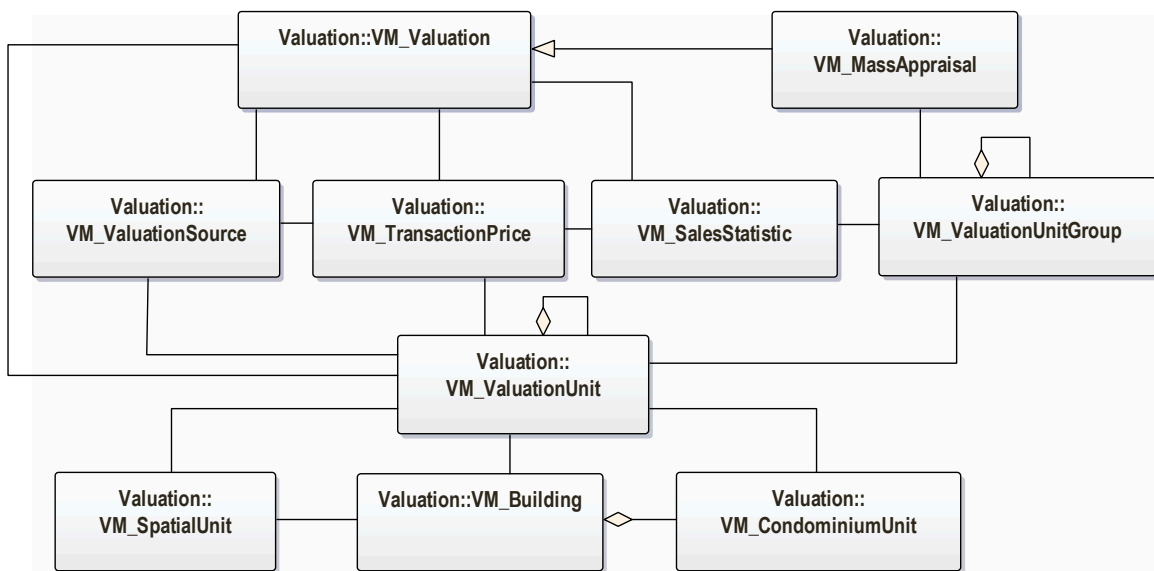 Valuation::VM_Valuation
Valuation::
VM_MassAppraisal
Valuation::
VM_ValuationSource
Valuation::
VM_TransactionPrice
Valuation::
VM_SalesStatistic
Valuation::
VM_ValuationUnitGroup
Valuation::
VM_ValuationUnit
Valuation::
VM_SpatialUnit
Valuation::VM_Building
Valuation::
VM_CondominiumUnit